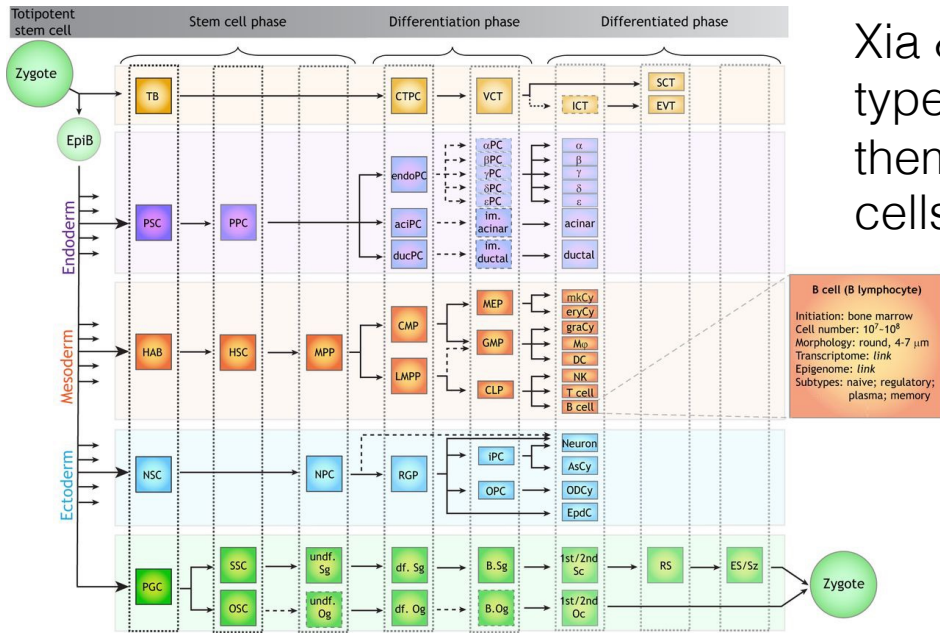 Totipotent
stem cell
Stem cell phase
Differentiation phase
Differentiated phase
Xia &
type
them
cells
Zygote
TB
CTPC
VCT
SCT
ICT
EVT
EpiB
Endoderm
PSC
PPC
endoPC
aciPC
ducPC
αPC
βPC
γPC
δPC
εPC
im.
acinar
im.
ductal
α
β
γ
δ
ε
acinar
ductal
Mesoderm
HAB
HSC
MPP
CMP
LMPP
MEP
GMP
CLP
mkCy
eryCy
graCy
Mφ
DC
NK
T cell
B cell
B cell (B lymphocyte)
Initiation: bone marrow
Cell number: 10⁷-10⁸
Morphology: round, 4-7 μm
Transcriptome: link
Epigenome: link
Subtypes: naive; regulatory;
plasma; memory
Ectoderm
NSC
NPC
RGP
iPC
OPC
Neuron
AsCy
ODCy
EpdC
PGC
SSC
OSC
undf.
Sg
undf.
Og
df. Sg
df. Og
B.Sg
B.Og
1st/2nd
Sc
1st/2nd
Oc
RS
ES/Sz
Zygote